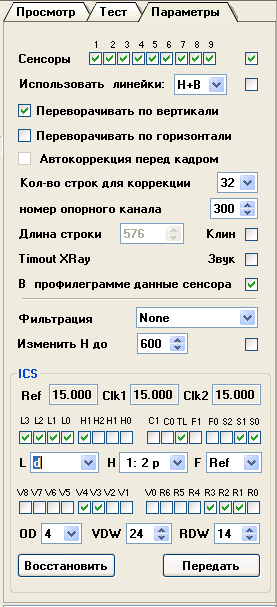 Просмотр Тест Параметры
1 2 3 4 5 6 7 8 9
Сенсоры
Использовать линейки: H+B
Переворачивать по вертикали
Переворачивать по горизонтали
Автокоррекция перед кадром
Кол-во строк для коррекции 32
номер опорного канала 300
Длина строки 576 Клин
Timout XRay Звук
В профилеграмме данные сенсора
Фильтрация None
Изменить H до 600
ICS
Ref 15.000 Clk1 15.000 Clk2 15.000
L3 L2 L1 L0 H1 H2 H1 H0 C1 C0 TL F1 F0 S2 S1 S0
L d H 1: 2 p F Ref
V8 V7 V6 V5 V4 V3 V2 V1 V0 R6 R5 R4 R3 R2 R1 R0
OD 4 VDW 24 RDW 14
Восстановить Передать